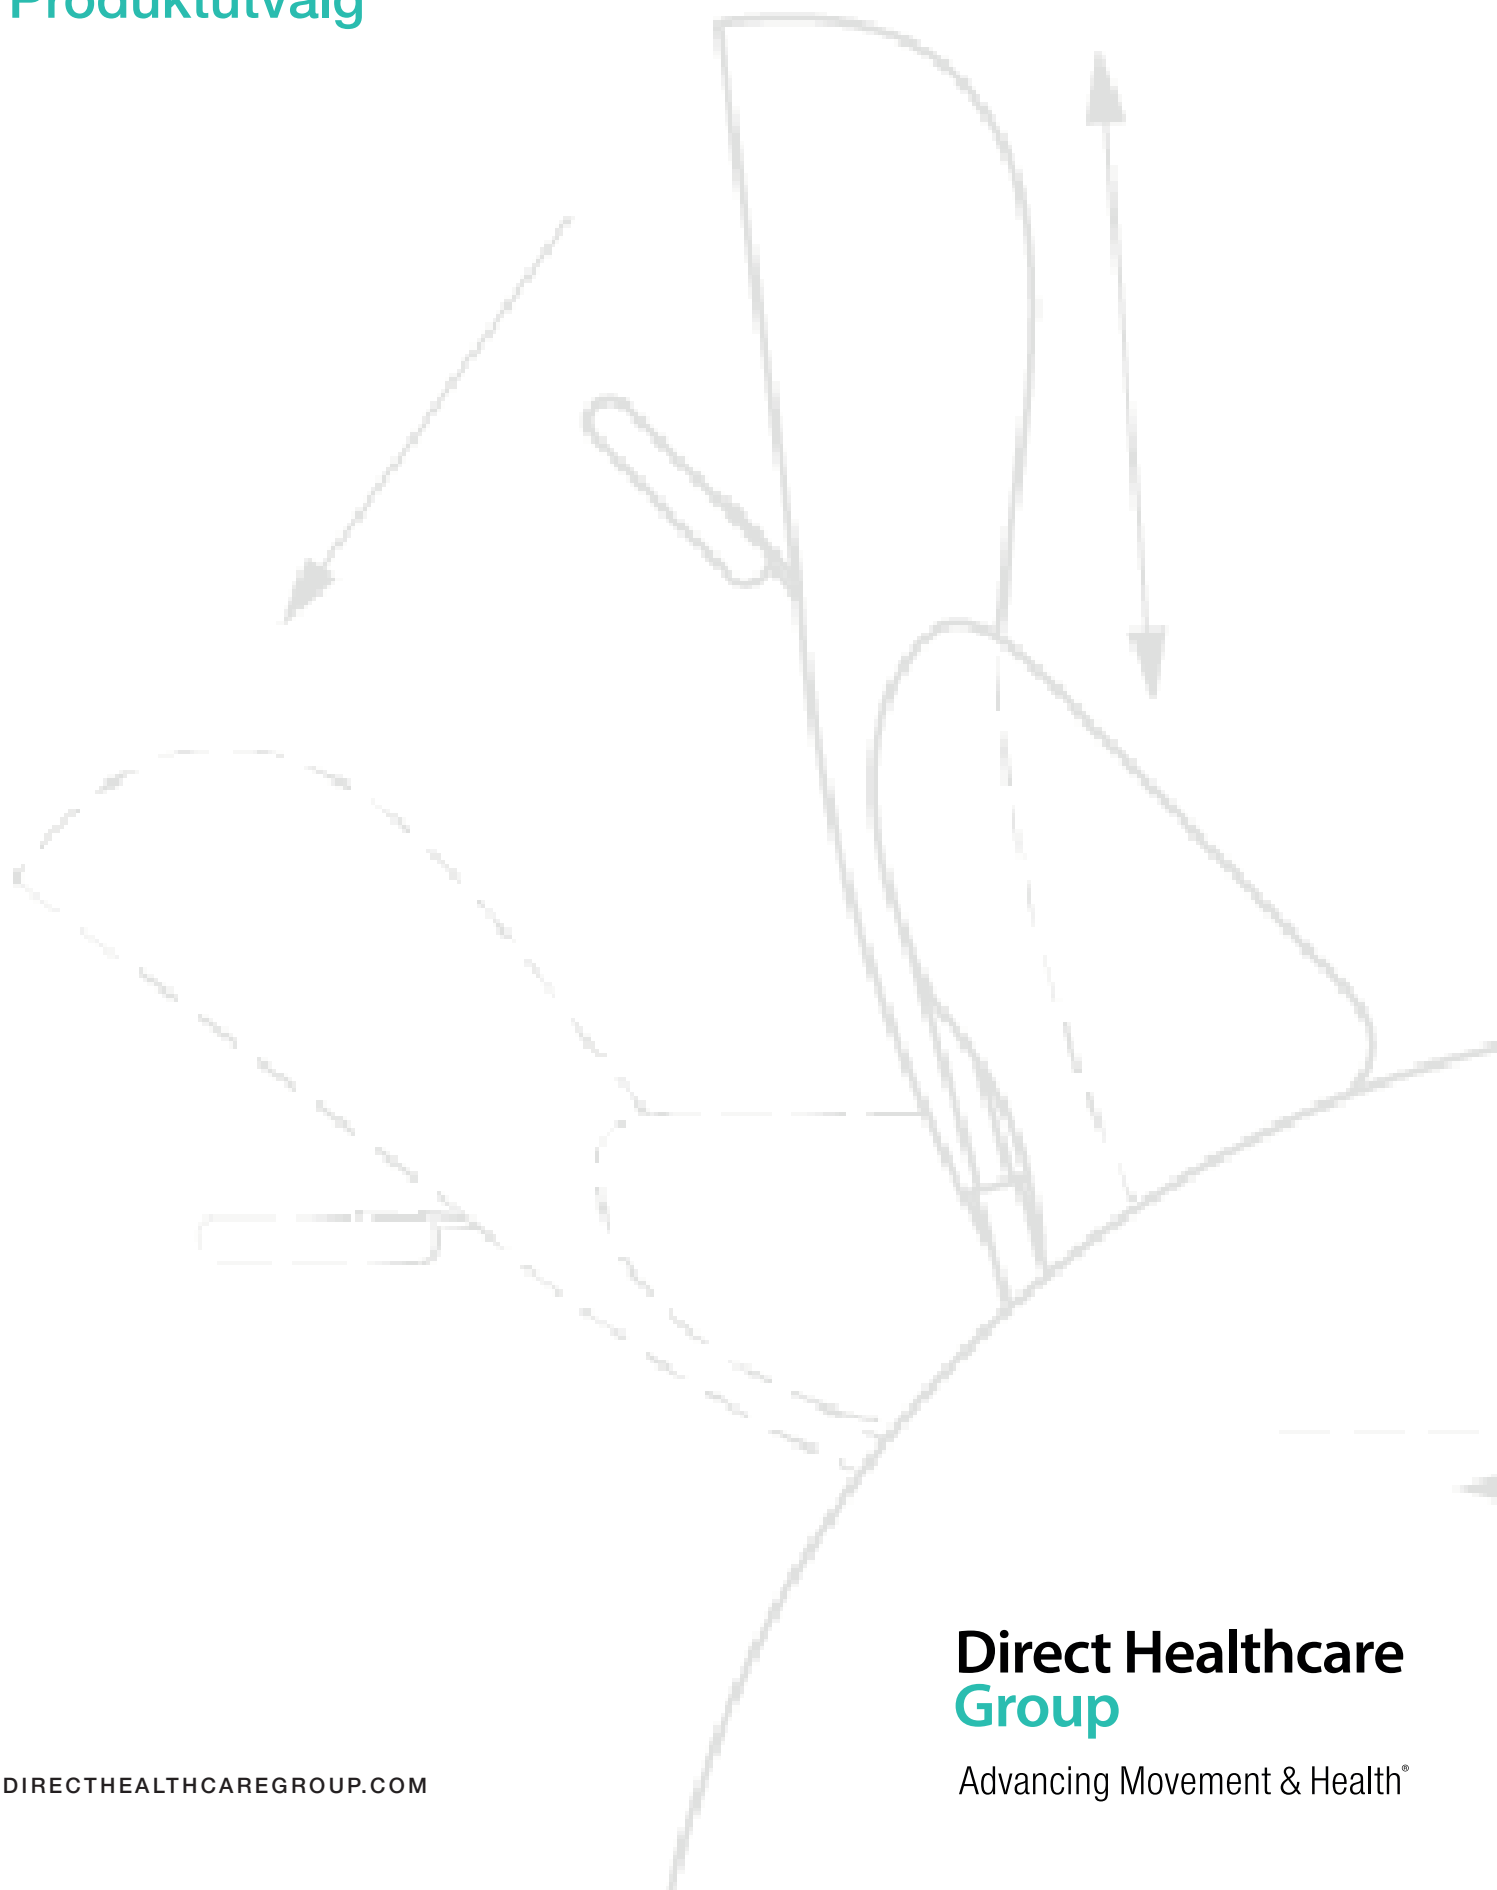 Produktutvalg
Direct Healthcare
Group
Advancing Movement & Health®
DIRECTHEALTHCAREGROUP.COM